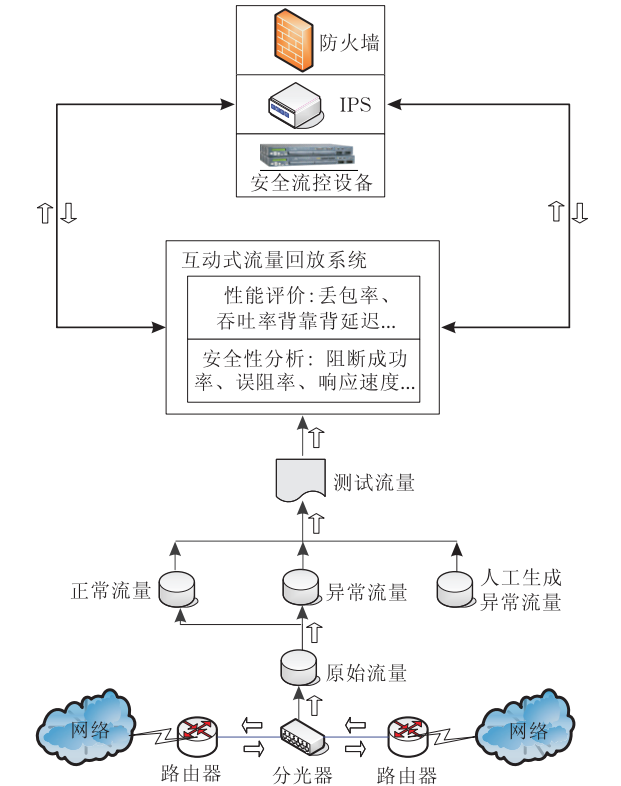 防火墙
IPS
安全流控设备
互动式流量回放系统
性能评价:丢包率、
吞吐率背靠背延迟...
安全性分析: 阻断成功
率、误阻率、响应速度...
测试流量
正常流量
异常流量
人工生成
异常流量
原始流量
网络
网络
路由器
分光器
路由器